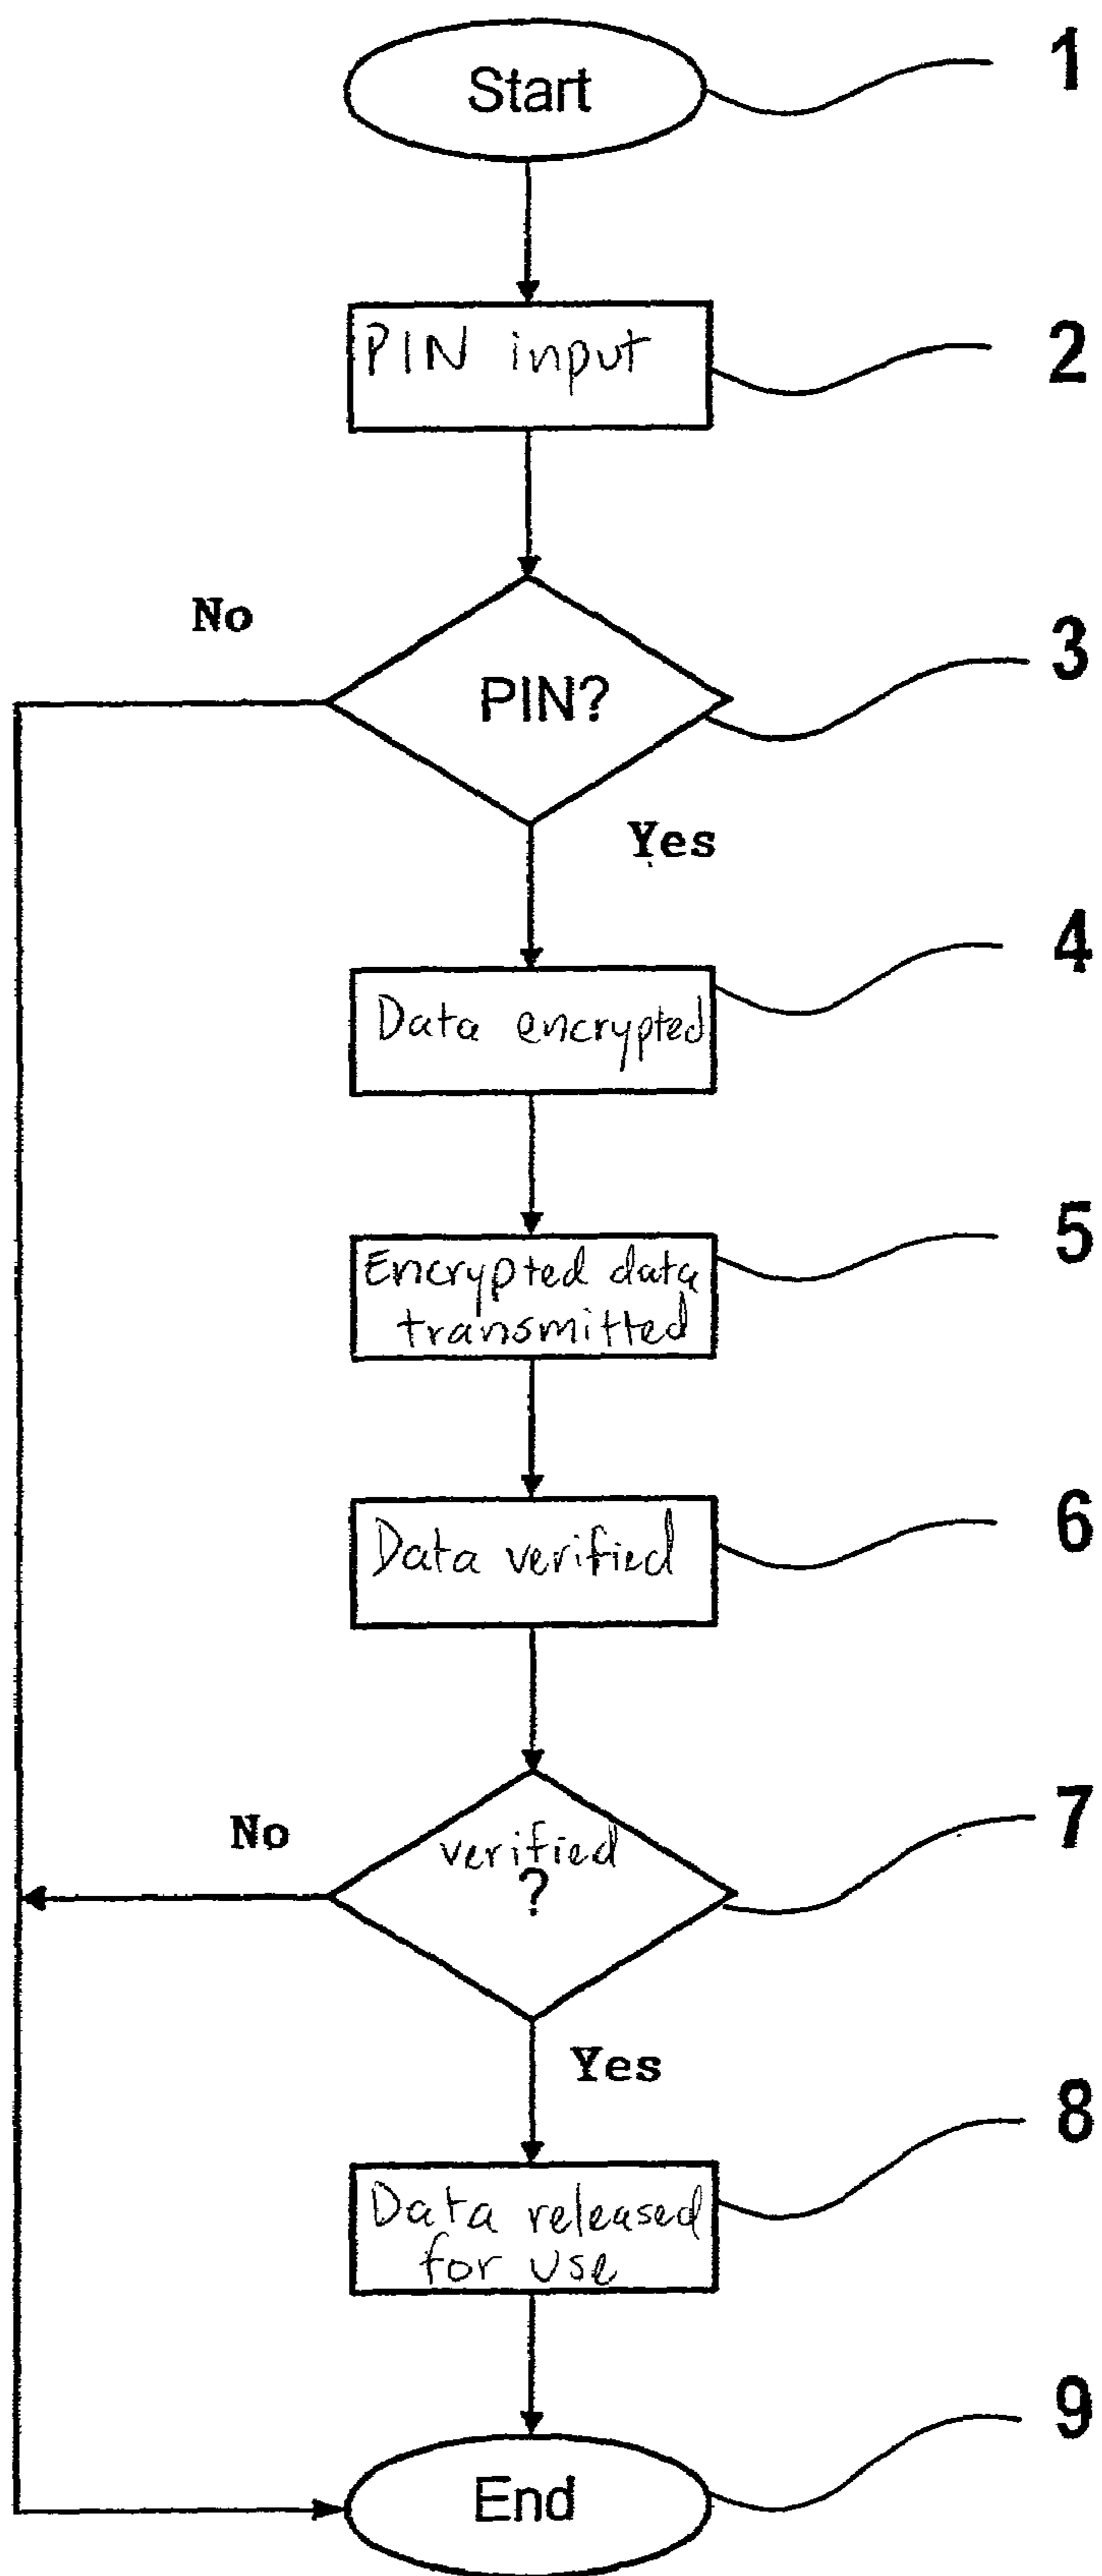 Start
1
PIN input
2
No
PIN?
3
Yes
Data encrypted
4
Encrypted data
transmitted
5
Data verified
6
No
verified
?
7
Yes
Data released
for use
8
End
9